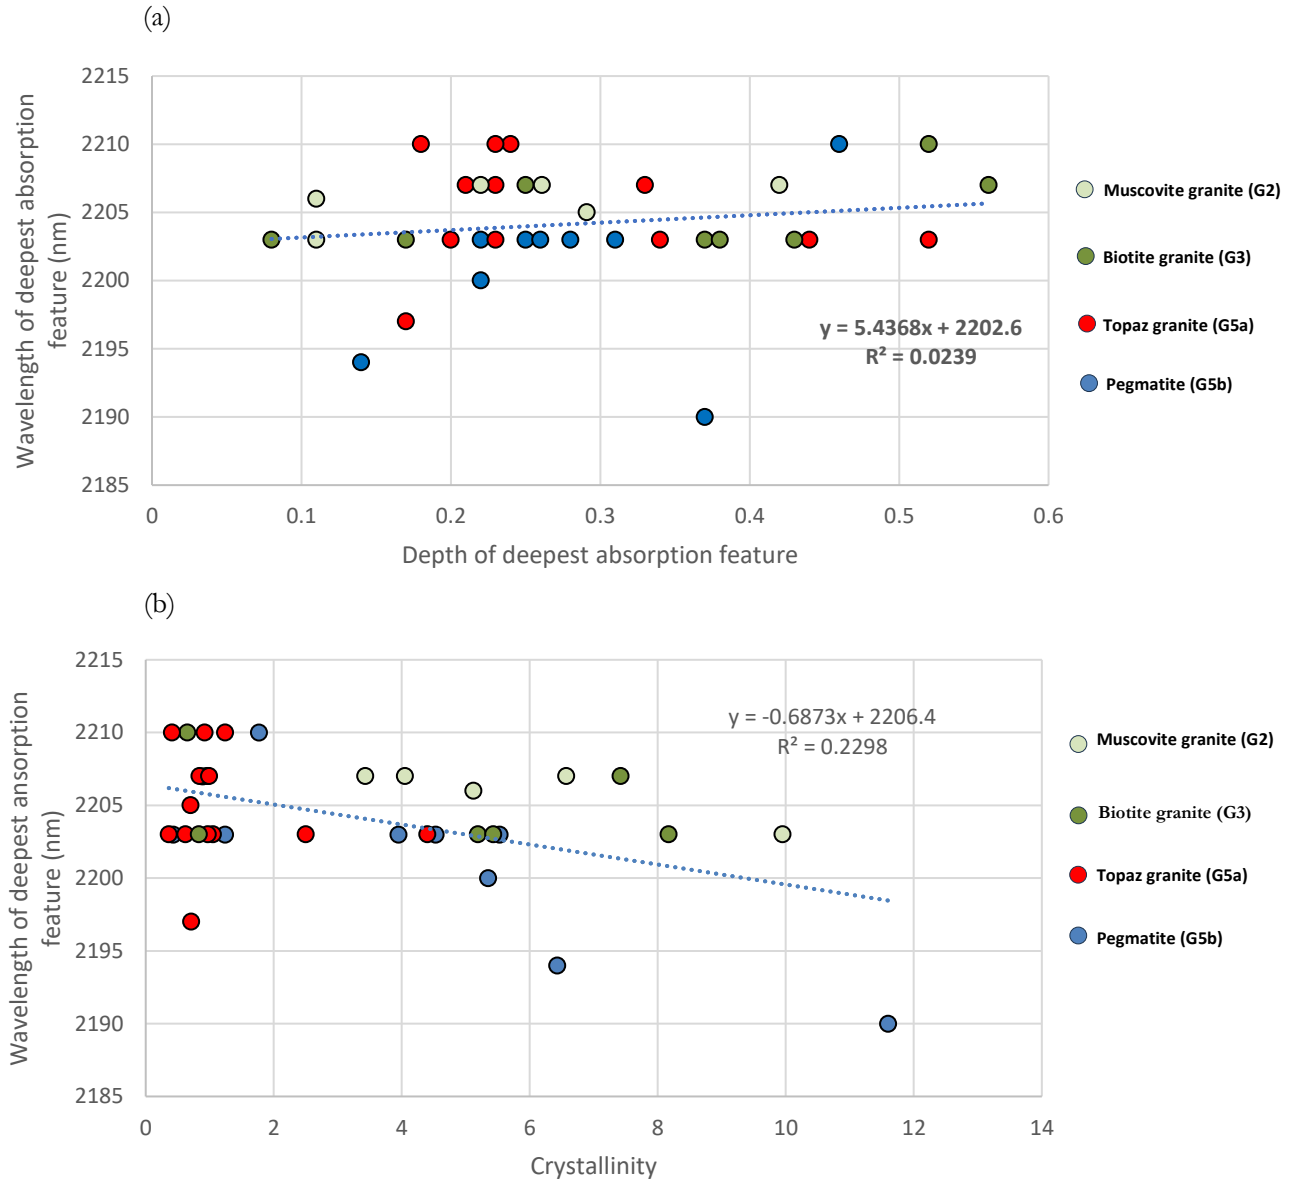 (a)
2215
2210
2205
2200
2195
2190
2185
0
0.1
0.2
0.3
0.4
0.5
0.6
Wavelength of deepest absorption
feature (nm)
Depth of deepest absorption feature
y = 5.4368x + 2202.6
R² = 0.0239
Muscovite granite (G2)
Biotite granite (G3)
Topaz granite (G5a)
Pegmatite (G5b)
(b)
2215
2210
2205
2200
2195
2190
2185
0
2
4
6
8
10
12
14
Wavelength of deepest ansorption
feature (nm)
Crystallinity
y = -0.6873x + 2206.4
R² = 0.2298
Muscovite granite (G2)
Biotite granite (G3)
Topaz granite (G5a)
Pegmatite (G5b)